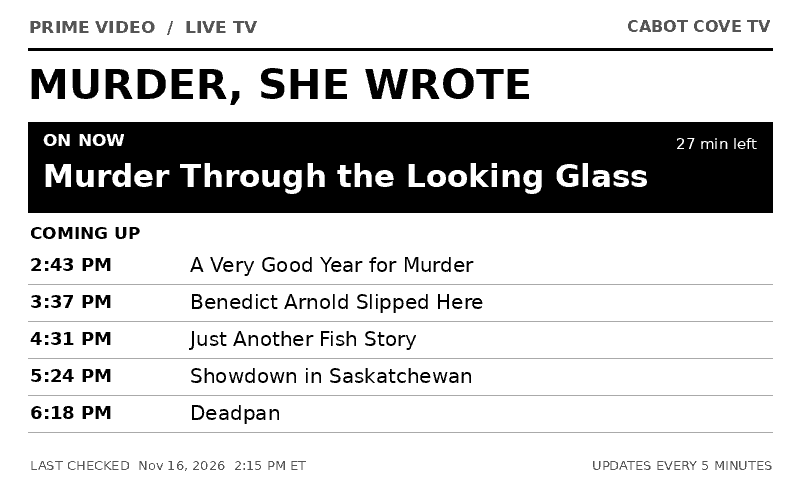 PRIME VIDEO / LIVE TV
CABOT COVE TV
MURDER, SHE WROTE
ON NOW
27 min left
Murder Through the Looking Glass
COMING UP
2:43 PM A Very Good Year for Murder
3:37 PM Benedict Arnold Slipped Here
4:31 PM Just Another Fish Story
5:24 PM Showdown in Saskatchewan
6:18 PM Deadpan
LAST CHECKED Nov 16, 2026 2:15 PM ET
UPDATES EVERY 5 MINUTES